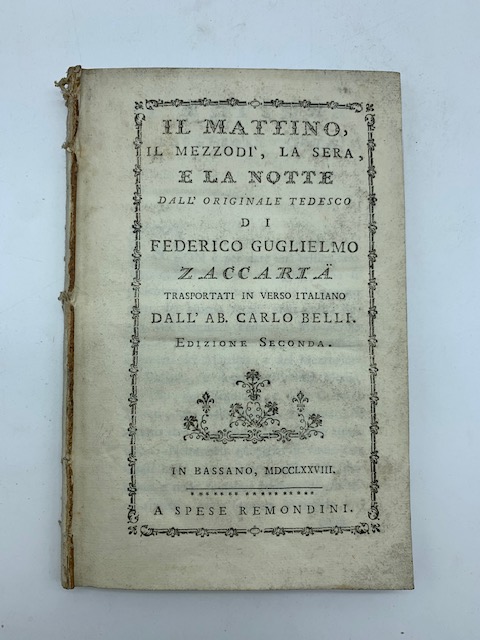 IL MATTINO,
IL MEZZODI', LA SERA,
E LA NOTTE
DALL' ORIGINALE TEDESCO
DI
FEDERICO GUGLIELMO
ZACCARIÄ
TRASPORTATI IN VERSO ITALIANO
DALL' AB. CARLO BELLI.
EDIZIONE SECONDA.
IN BASSANO, MDCCLXXVIII.
A SPESE REMONDINI.